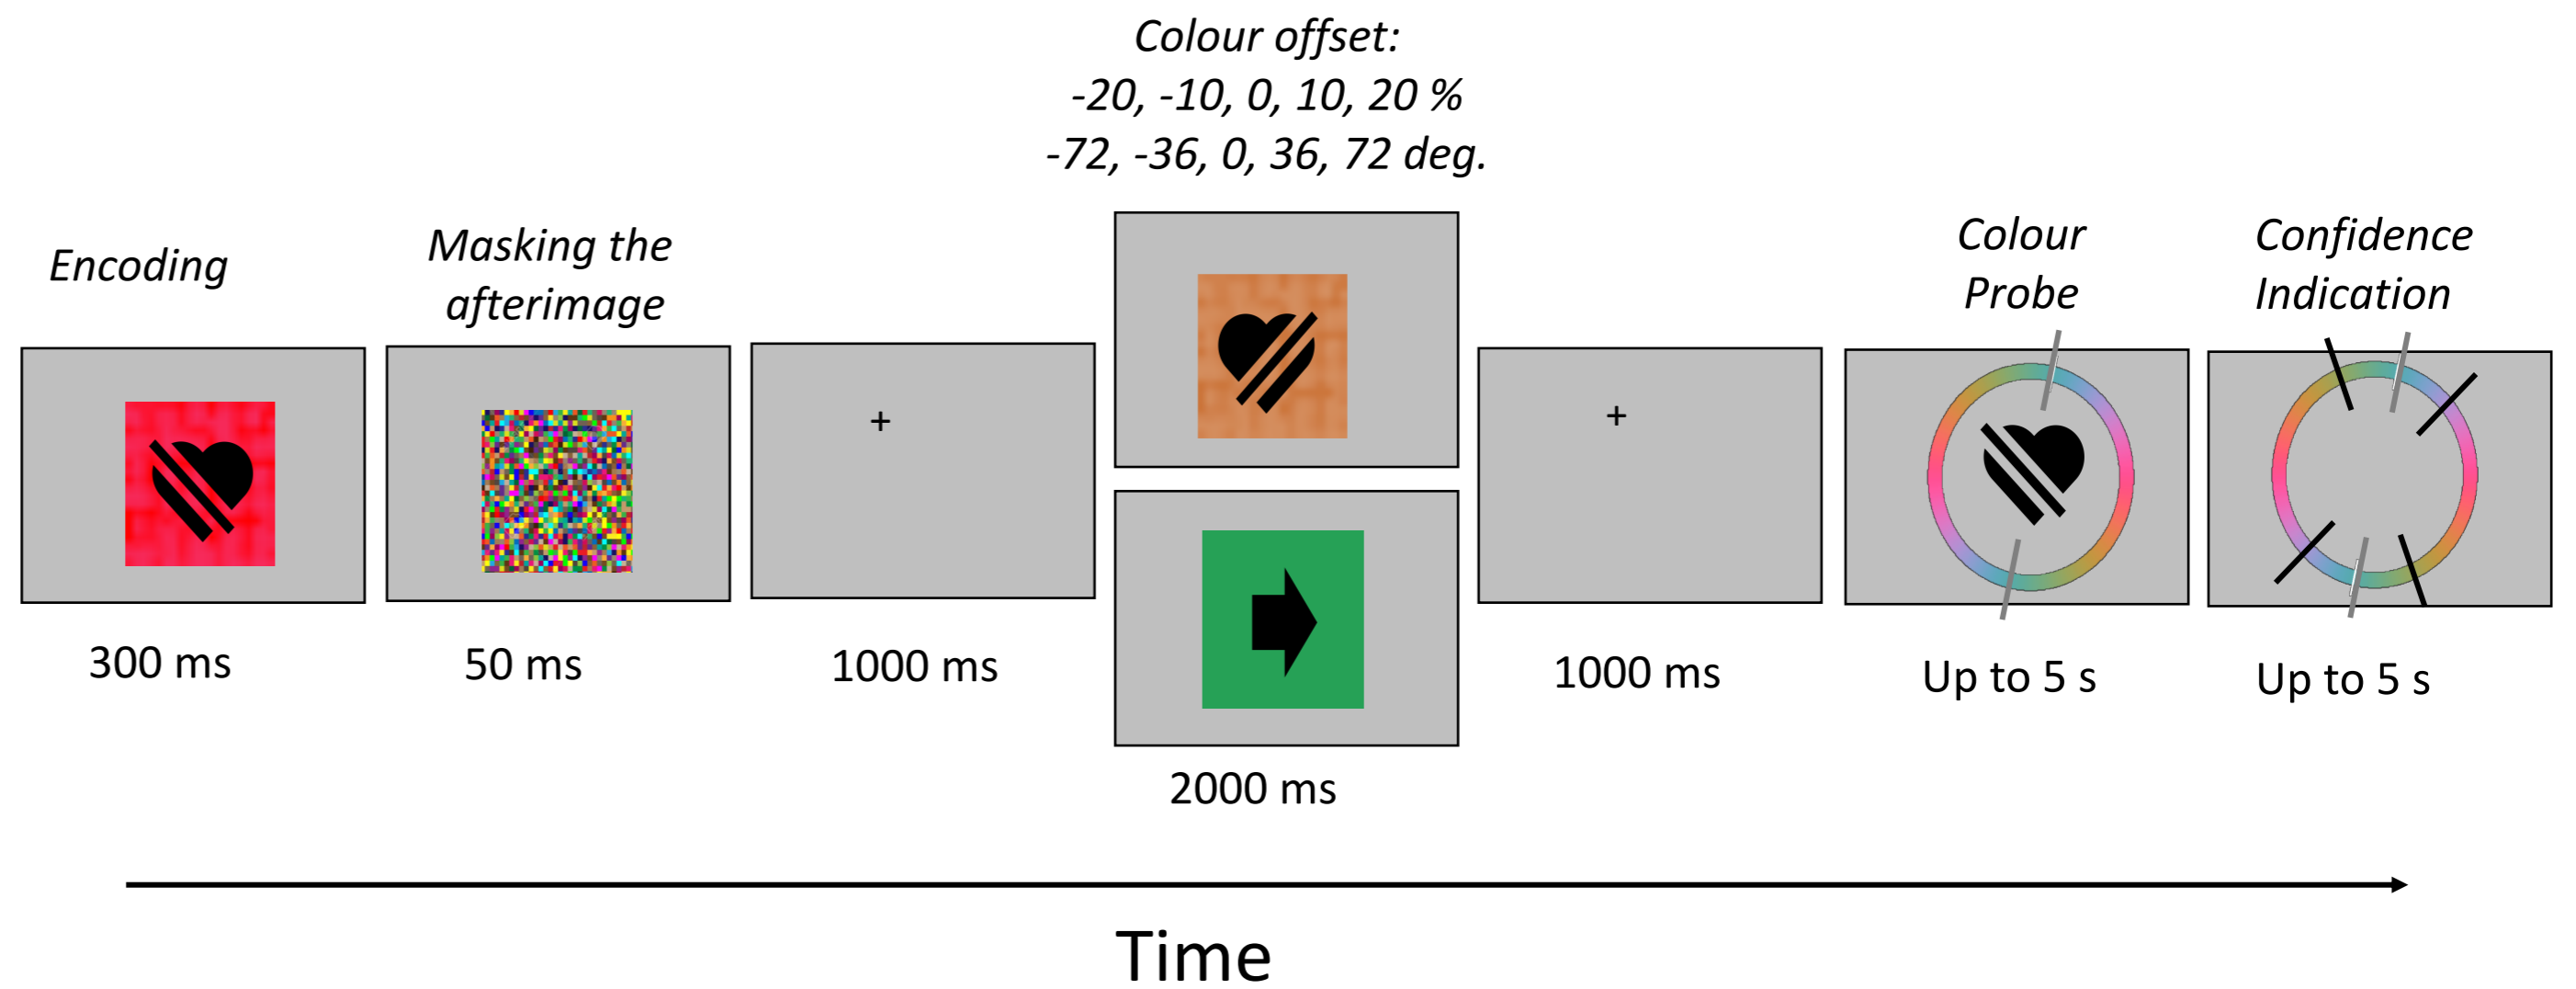 Colour offset:
-20, -10, 0, 10, 20 %
-72, -36, 0, 36, 72 deg.
Encoding
Masking the
afterimage
Colour
Probe
Confidence
Indication
+
+
300 ms
50 ms
1000 ms
2000 ms
1000 ms
Up to 5 s
Up to 5 s
Time